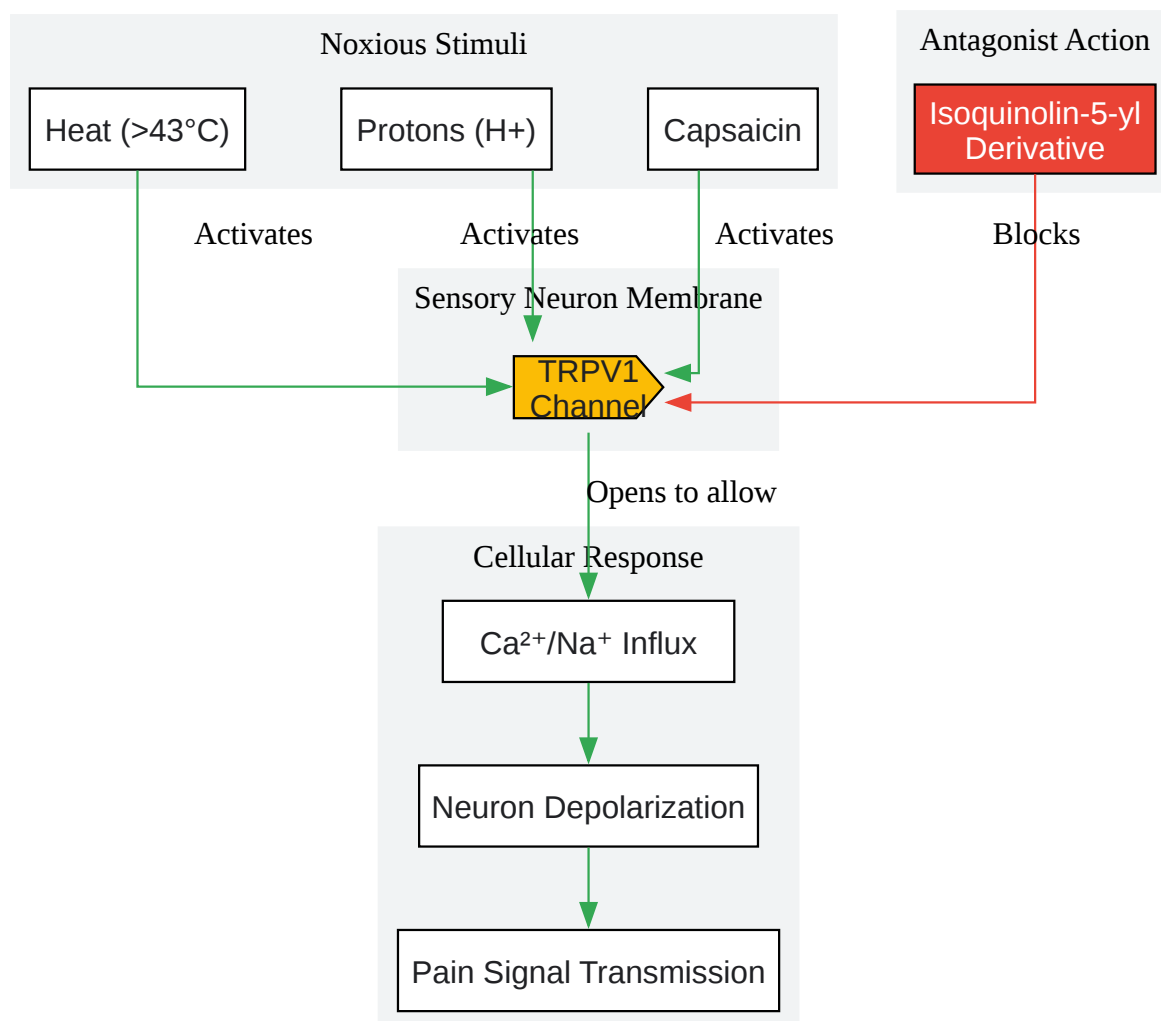 Noxious Stimuli
Antagonist Action
Heat (>43°C)
Protons (H+)
Capsaicin
Isoquinolin-5-yl
Derivative
Activates
Activates
Activates
Blocks
Sensory Neuron Membrane
TRPV1
Channel
Opens to allow
Cellular Response
Ca²⁺/Na⁺ Influx
Neuron Depolarization
Pain Signal Transmission